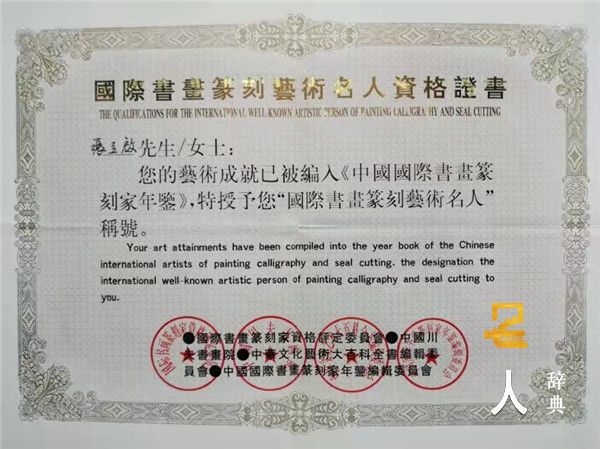 國際書畫篆刻藝術名人資格證書
THE QUALIFICATIONS FOR THE INTERNATIONAL WELL-KNOWN ARTISTIC PERSON OF PAINTING CALLIGRAPHY AND SEAL CUTTING
先生/女士：
您的藝術成就已被編入《中國國際書畫篆
刻家年鑒》，特授予您“國際書畫篆刻藝術名人”
稱號。
Your art attainments have been compiled into the year book of the Chinese
international artists of painting calligraphy and seal cutting. the designation the
international well-known artistic person of painting calligraphy and seal cutting to
you.
●國際書畫篆刻家資格評定委員會●中國川
夫書畫院●中華文化藝術大百科全書編輯委
員會●中國國際書畫篆刻家年鑒編輯委員會
人 辞典